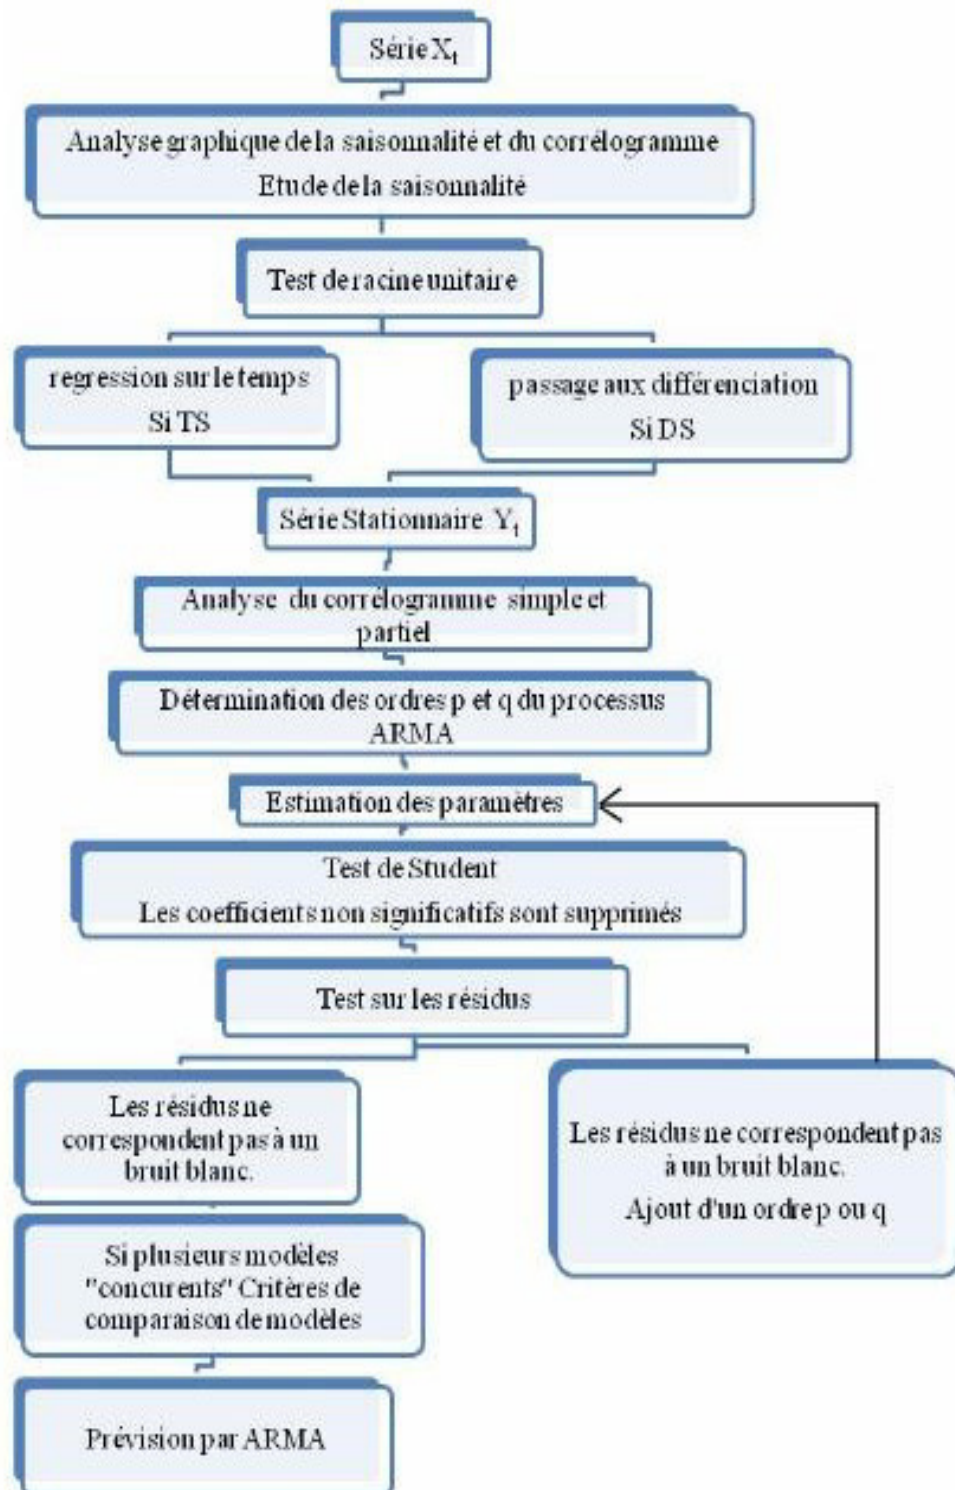 Série Xt
Analyse graphique de la saisonnalité et du corrélogramme
Etude de la saisonnalité
Test de racine unitaire
regression sur le temps
Si TS
passage aux différenciation
Si DS
Série Stationnaire Yt
Analyse du corrélogramme simple et
partiel
Détermination des ordres p et q du processus
ARMA
Estimation des paramètres
Test de Student
Les coefficients non significatifs sont supprimés
Test sur les résidus
Les résidus ne
correspondent pas à un
bruit blanc.
Les résidus ne correspondent pas
à un bruit blanc.
Ajout d'un ordre p ou q
Si plusieurs modèles
"concurents" Critères de
comparaison de modèles
Prévision par ARMA